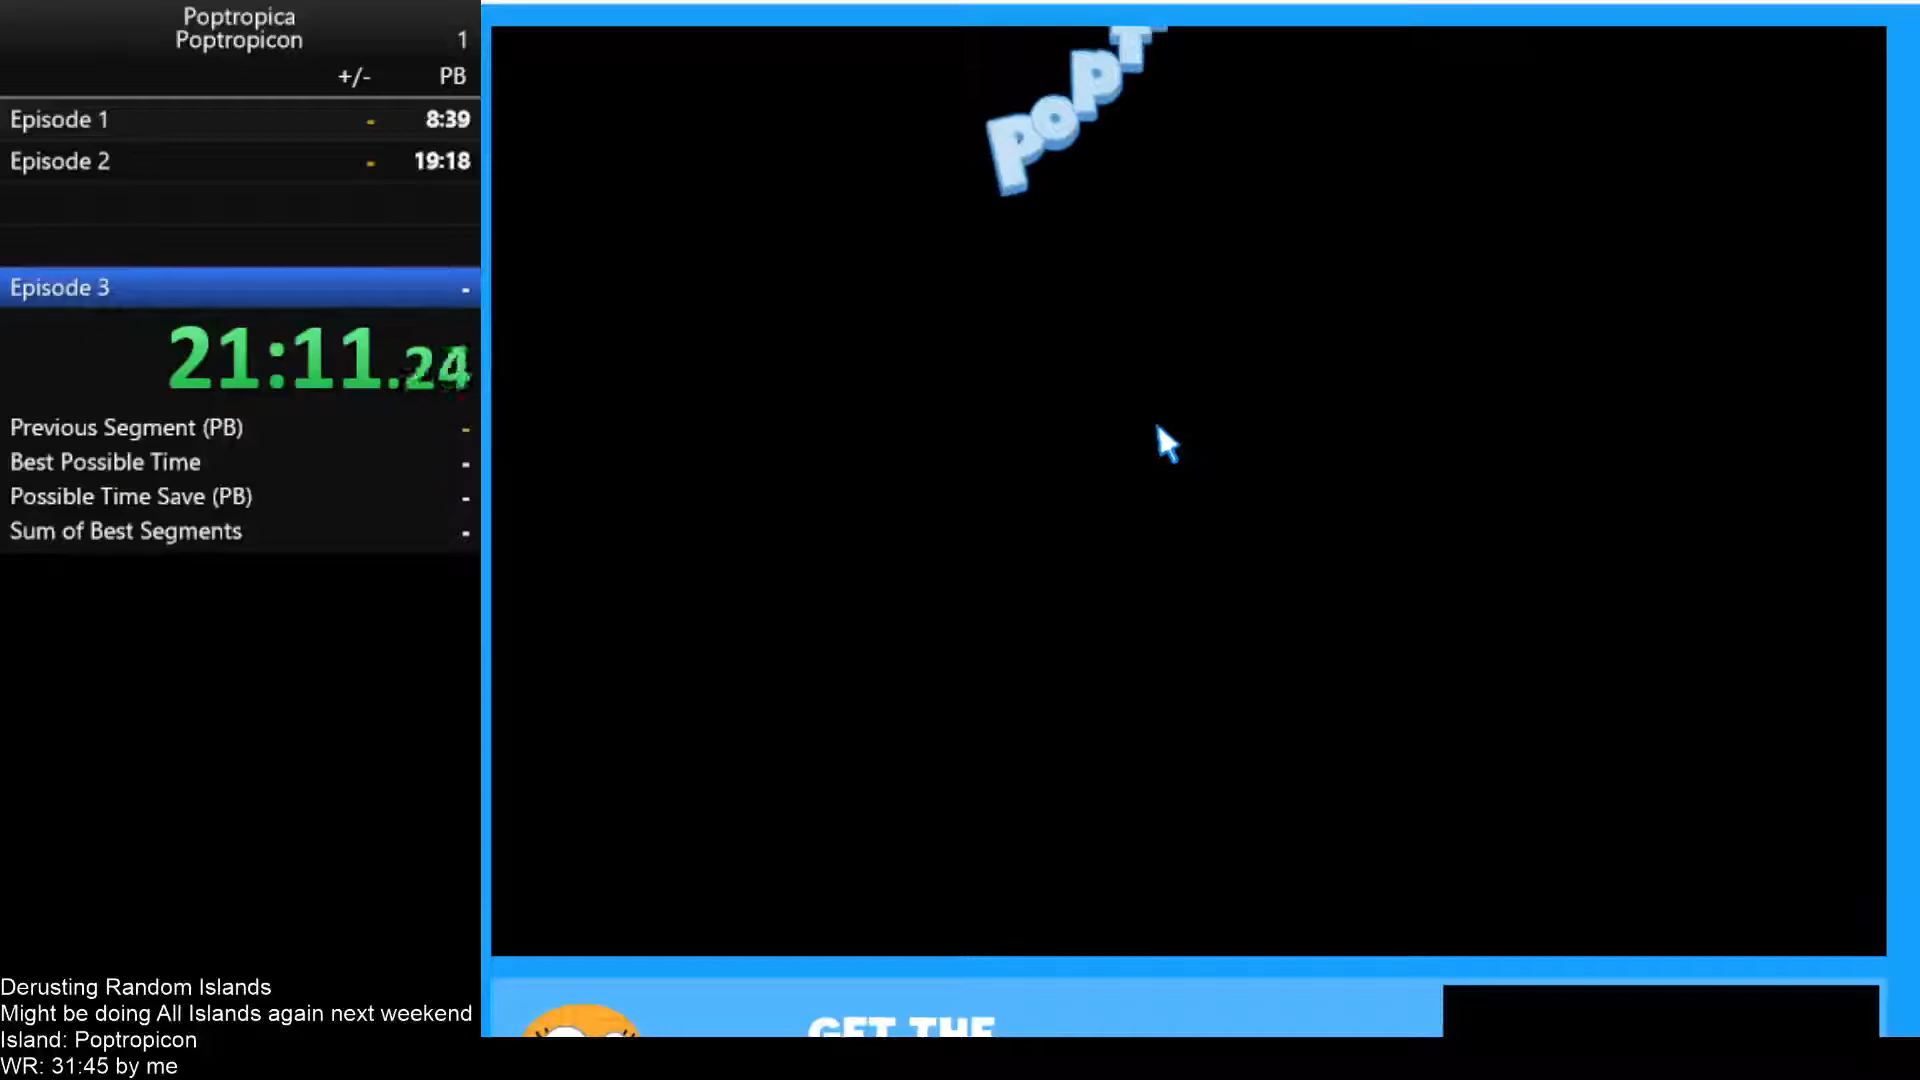 Poptropica
Poptropicon 1
+/- PB
Episode 1 - 8:39
Episode 2 - 19:18
Episode 3 -
21:11.24
Previous Segment (PB) -
Best Possible Time -
Possible Time Save (PB) -
Sum of Best Segments -
Derusting Random Islands
Might be doing All Islands again next weekend
Island: Poptropicon
WR: 31:45 by me
POPT
GET THE